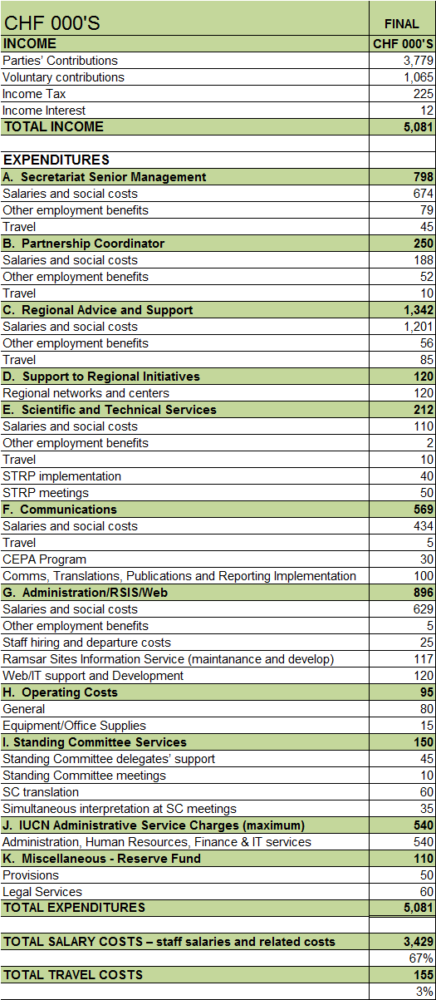 CHF 000'S FINAL
INCOME CHF 000'S
Parties' Contributions 3,779
Voluntary contributions 1,065
Income Tax 225
Income Interest 12
TOTAL INCOME 5,081
EXPENDITURES
A. Secretariat Senior Management 798
Salaries and social costs 674
Other employment benefits 79
Travel 45
B. Partnership Coordinator 250
Salaries and social costs 188
Other employment benefits 52
Travel 10
C. Regional Advice and Support 1,342
Salaries and social costs 1,201
Other employment benefits 56
Travel 85
D. Support to Regional Initiatives 120
Regional networks and centers 120
E. Scientific and Technical Services 212
Salaries and social costs 110
Other employment benefits 2
Travel 10
STRP implementation 40
STRP meetings 50
F. Communications 569
Salaries and social costs 434
Travel 5
CEPA Program 30
Comms, Translations, Publications and Reporting Implementation 100
G. Administration/RSIS/Web 896
Salaries and social costs 629
Other employment benefits 5
Staff hiring and departure costs 25
Ramsar Sites Information Service (maintanance and develop) 117
Web/IT support and Development 120
H. Operating Costs 95
General 80
Equipment/Office Supplies 15
I. Standing Committee Services 150
Standing Committee delegates' support 45
Standing Committee meetings 10
SC translation 60
Simultaneous interpretation at SC meetings 35
J. IUCN Administrative Service Charges (maximum) 540
Administration, Human Resources, Finance & IT services 540
K. Miscellaneous - Reserve Fund 110
Provisions 50
Legal Services 60
TOTAL EXPENDITURES 5,081
TOTAL SALARY COSTS – staff salaries and related costs 3,429
67%
TOTAL TRAVEL COSTS 155
3%